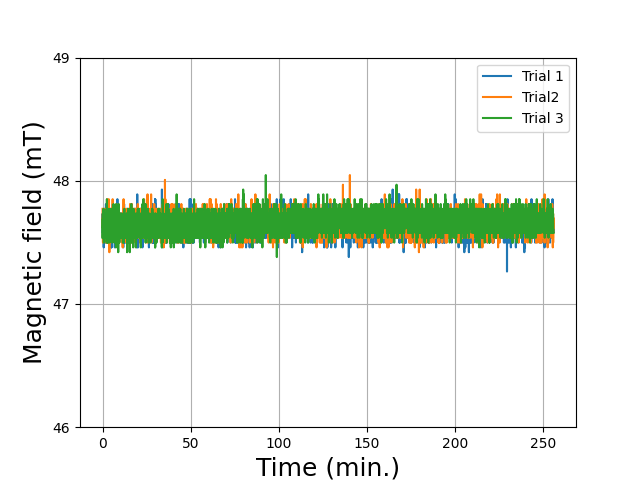 49
48
47
46
Magnetic field (mT)
0 50 100 150 200 250
Time (min.)
Trial 1
Trial2
Trial 3